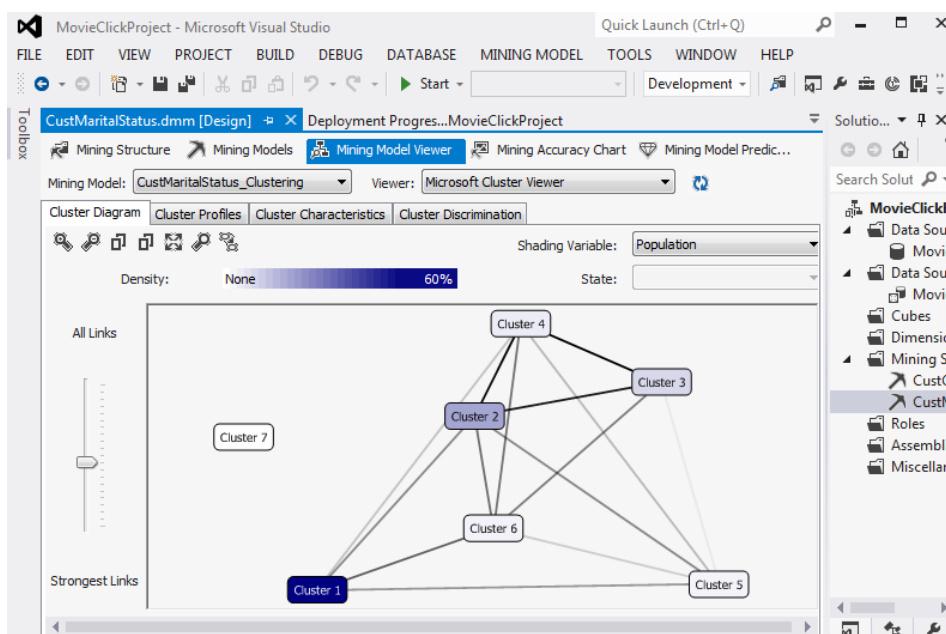 MovieClickProject - Microsoft Visual Studio
Quick Launch (Ctrl+Q)
FILE EDIT VIEW PROJECT BUILD DEBUG DATABASE MINING MODEL TOOLS WINDOW HELP
Start
Development
Toolbox
CustMaritalStatus.dmm [Design]
Deployment Progres...MovieClickProject
Mining Structure
Mining Models
Mining Model Viewer
Mining Accuracy Chart
Mining Model Predic...
Mining Model: CustMaritalStatus_Clustering
Viewer: Microsoft Cluster Viewer
Cluster Diagram
Cluster Profiles
Cluster Characteristics
Cluster Discrimination
Shading Variable: Population
Density: None 60%
State:
All Links
Strongest Links
Cluster 4
Cluster 3
Cluster 2
Cluster 7
Cluster 6
Cluster 1
Cluster 5
Solutio...
Search Solut
MovieClickP
Data Sou
Movi
Data Sou
Movi
Cubes
Dimensio
Mining S
CustC
CustM
Roles
Assembl
Miscellar